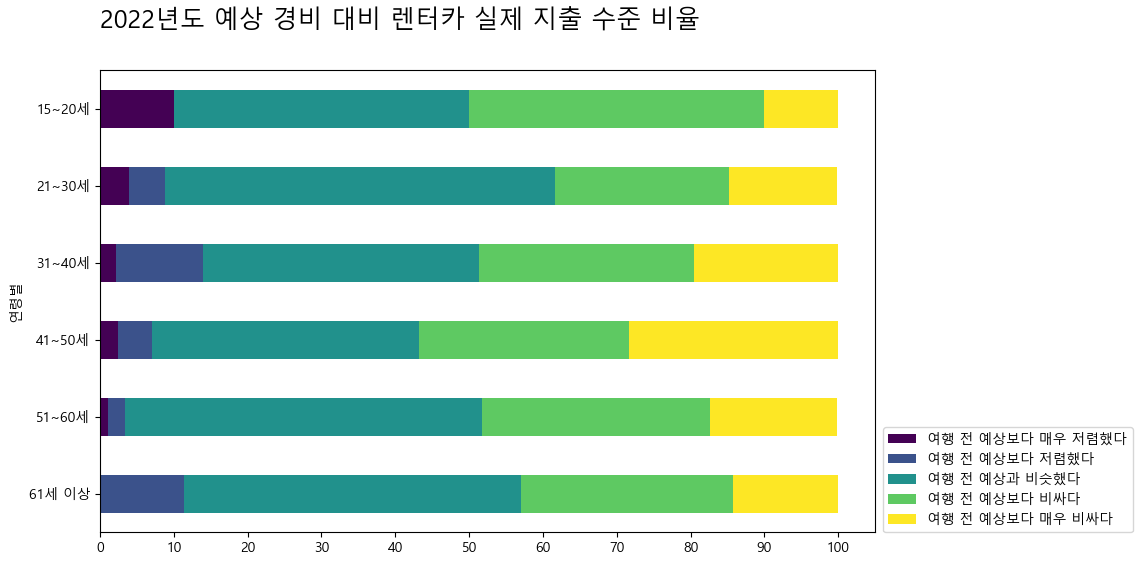 2022년도 예상 경비 대비 렌터카 실제 지출 수준 비율
연령별
15~20세
21~30세
31~40세
41~50세
51~60세
61세 이상
0 10 20 30 40 50 60 70 80 90 100
여행 전 예상보다 매우 저렴했다
여행 전 예상보다 저렴했다
여행 전 예상과 비슷했다
여행 전 예상보다 비싸다
여행 전 예상보다 매우 비싸다